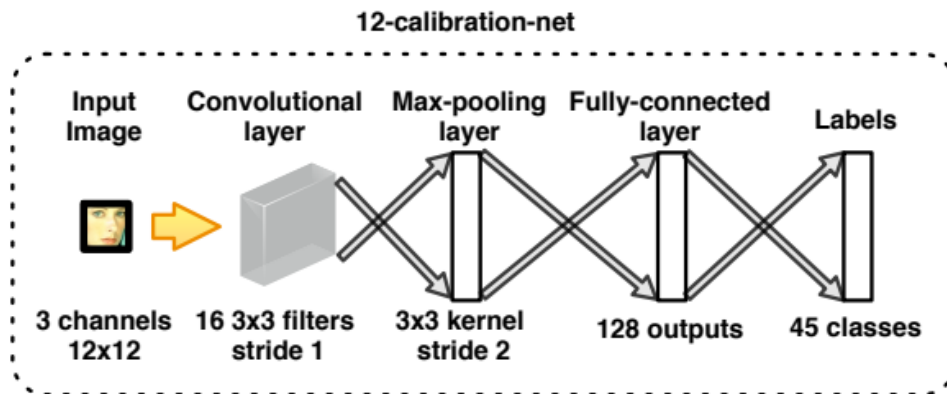 12-calibration-net
Input
Image
Convolutional
layer
Max-pooling
layer
Fully-connected
layer
Labels
3 channels
12x12
16 3x3 filters
stride 1
3x3 kernel
stride 2
128 outputs
45 classes